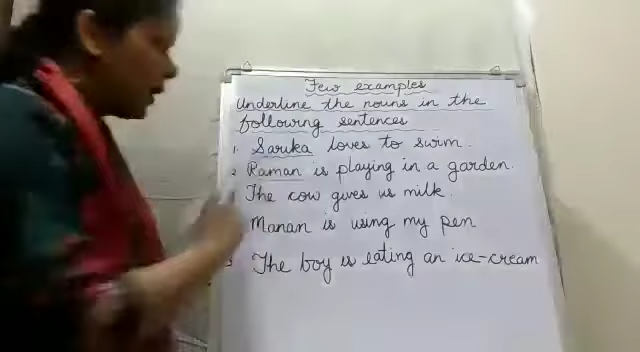 Few examples
Underline the nouns in the
following sentences
1. Sarika loves to swim.
2 Raman is playing in a garden.
The cow gives us milk.
Manan is using my pen
The boy is eating an ice-cream